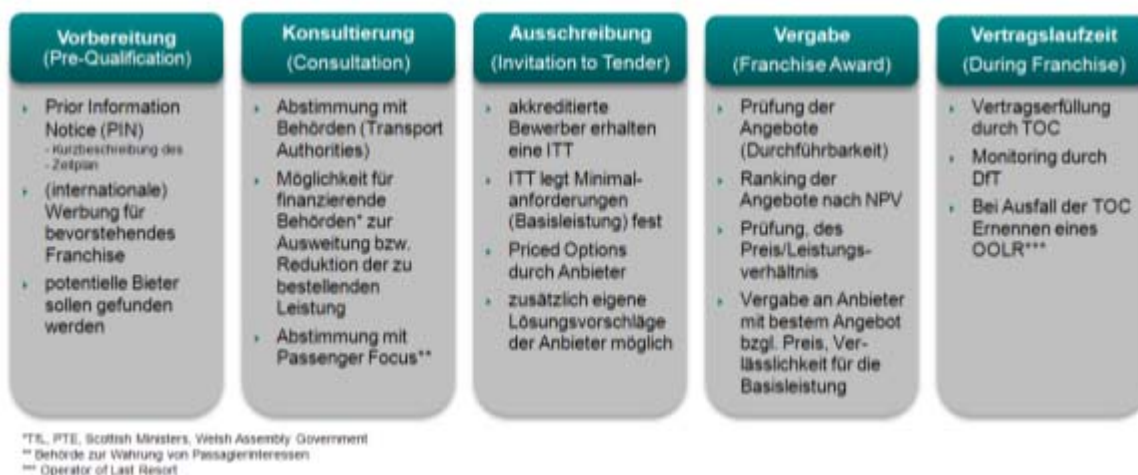 Vorbereitung
(Pre-Qualification)
Prior Information
Notice (PIN)
- Kurzbeschreibung des
- Zeitplan
(internationale)
Werbung für
bevorstehendes
Franchise
potentielle Bieter
sollen gefunden
werden
Konsultierung
(Consultation)
Abstimmung mit
Behörden (Transport
Authorities)
Möglichkeit für
finanzierende
Behörden* zur
Ausweitung bzw.
Reduktion der zu
bestellenden
Leistung
Abstimmung mit
Passenger Focus**
Ausschreibung
(Invitation to Tender)
akkreditierte
Bewerber erhalten
eine ITT
ITT legt Minimal-
anforderungen
(Basisleistung) fest
Priced Options
durch Anbieter
zusätzlich eigene
Lösungsvorschläge
der Anbieter möglich
Vergabe
(Franchise Award)
Prüfung der
Angebote
(Durchführbarkeit)
Ranking der
Angebote nach NPV
Prüfung, des
Preis/Leistungs-
verhältnis
Vergabe an Anbieter
mit bestem Angebot
bzgl. Preis, Ver-
lässlichkeit für die
Basisleistung
Vertragslaufzeit
(During Franchise)
Vertragserfüllung
durch TOC
Monitoring durch
DfT
Bei Ausfall der TOC
Ernennen eines
OOLR***
*TfL, PTE, Scottish Ministers, Welsh Assembly Government
** Behörde zur Wahrung von Passagierinteressen
*** Operator of Last Resort